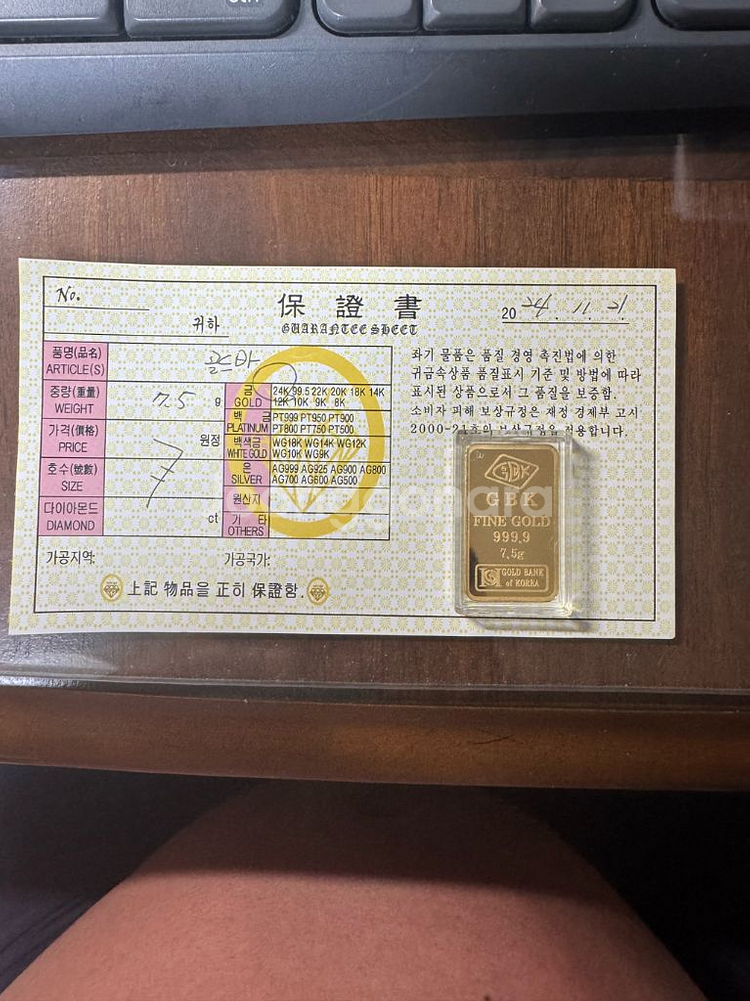 ctrl
No.
保證書
GUARANTEE SHEET
귀하
2024. 11. 21
품명(品名)
ARTICLE(S)
골드바
중량(重量)
WEIGHT
7.5 g
가격(價格)
PRICE
원정
호수(號數)
SIZE
다이아몬드
DIAMOND
ct
금
GOLD
24K 99.5 22K 20K 18K 14K
12K 10K 9K 8K
백 금
PLATINUM
PT999 PT950 PT900
PT800 PT750 PT500
백색금
WHITE GOLD
WG18K WG14K WG12K
WG10K WG9K
은
SILVER
AG999 AG925 AG900 AG800
AG700 AG600 AG500
원산지
기 타
OTHERS
가공지역:
가공국가:
上記 物品을 正히 保證함.
좌기 물품은 품질 경영 촉진법에 의한
귀금속상품 품질표시 기준 및 방법에 따라
표시된 상품으로서 그 품질을 보증함.
소비자 피해 보상규정은 재정 경제부 고시
2000-21호의 보상규정을 적용합니다.
GBK
GBK
FINE GOLD
999.9
7.5g
GOLD BANK
of KOREA